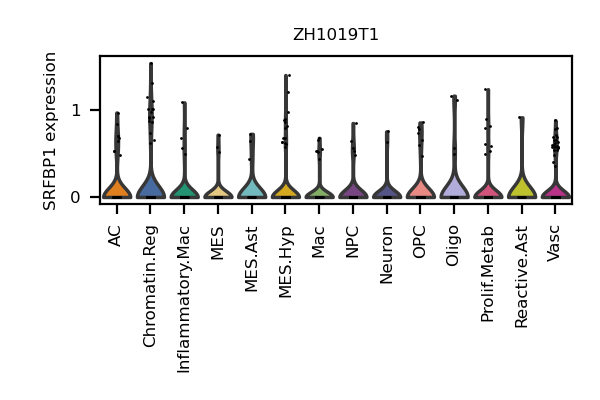 ZH1019T1
SRFBP1 expression
1
0
AC
Chromatin.Reg
Inflammatory.Mac
MES
MES.Ast
MES.Hyp
Mac
NPC
Neuron
OPC
Oligo
Prolif.Metab
Reactive.Ast
Vasc